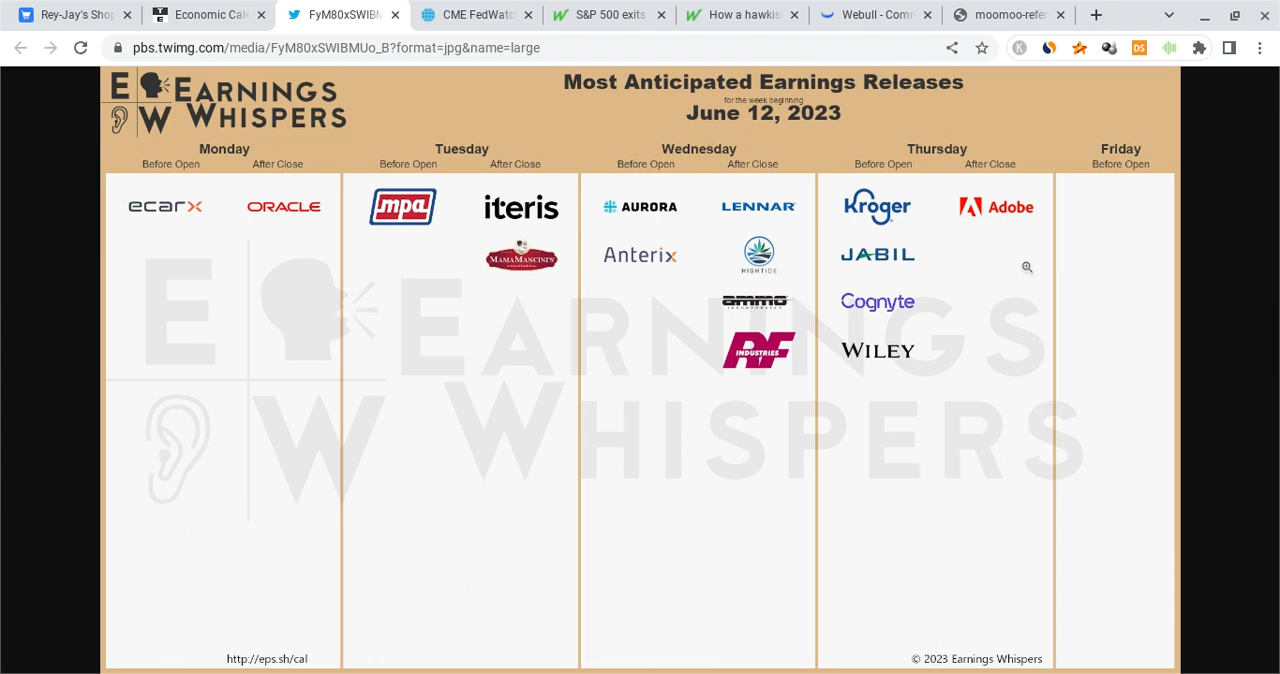 Rey-Jay's Shop
Economic Cale
FyM80xSWIBM
CME FedWatc
S&P 500 exits
How a hawkis
Webull - Comm
moomoo-refer
pbs.twimg.com/media/FyM80xSWIBMUo_B?format=jpg&name=large
EARNINGS WHISPERS
Most Anticipated Earnings Releases
for the week beginning
June 12, 2023
Monday
Before Open After Close
Tuesday
Before Open After Close
Wednesday
Before Open After Close
Thursday
Before Open After Close
Friday
Before Open
ecarx ORACLE mpa iteris AURORA LENNAR Kroger Adobe
MAMAMANCINI'S Anterix HIGHTIDE JABIL
ammo INCORPORATED Cognyte
RF INDUSTRIES WILEY
EARNINGS
WHISPERS
http://eps.sh/cal
© 2023 Earnings Whispers